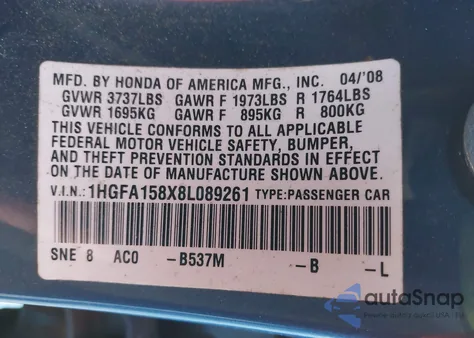 MFD. BY HONDA OF AMERICA MFG., INC. 04/'08
GVWR 3737LBS GAWR F 1973LBS R 1764LBS
GVWR 1695KG GAWR F 895KG R 800KG
THIS VEHICLE CONFORMS TO ALL APPLICABLE
FEDERAL MOTOR VEHICLE SAFETY, BUMPER,
AND THEFT PREVENTION STANDARDS IN EFFECT
ON THE DATE OF MANUFACTURE SHOWN ABOVE.
V.I.N.: 1HGFA158X8L089261 TYPE:PASSENGER CAR
SNE 8 AC0 -B537M -B -L
autoSnap